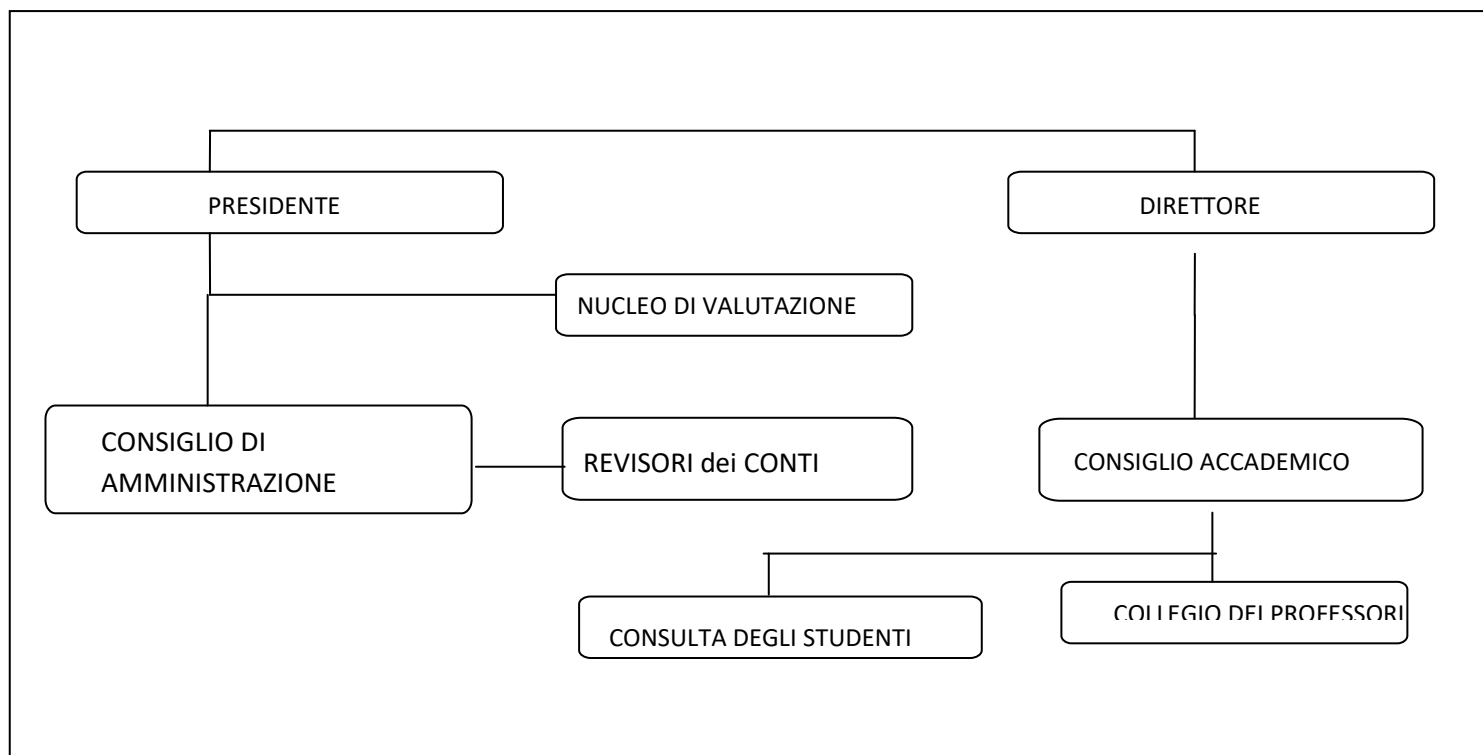 PRESIDENTE
DIRETTORE
NUCLEO DI VALUTAZIONE
CONSIGLIO DI
AMMINISTRAZIONE
REVISORI dei CONTI
CONSIGLIO ACCADEMICO
CONSULTA DEGLI STUDENTI
COLLEGIO DEI PROFESSORI